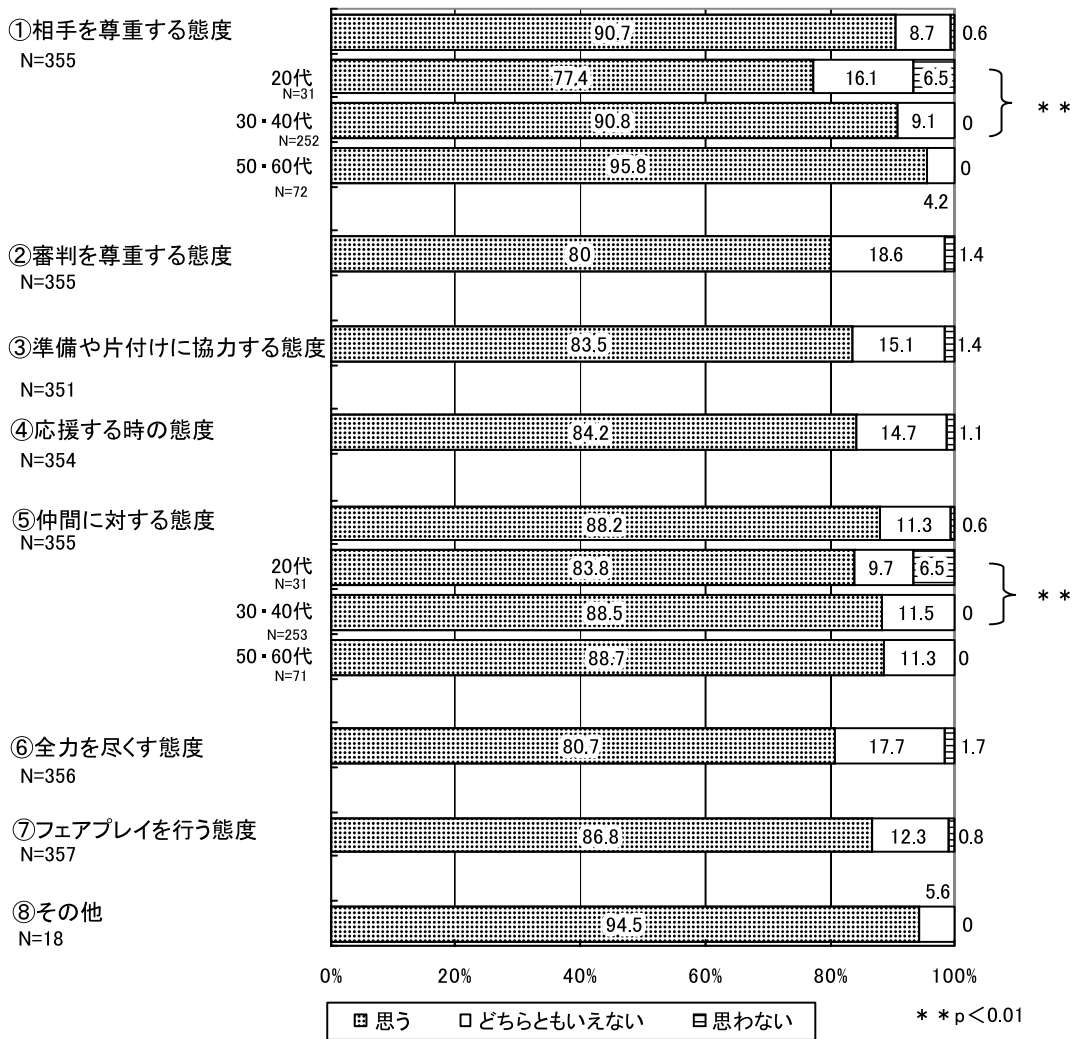 ①相手を尊重する態度
N=355
90.7 8.7 0.6
20代
N=31
77.4 16.1 6.5
30・40代
N=252
90.8 9.1 0
＊＊
50・60代
N=72
95.8 0
4.2
②審判を尊重する態度
N=355
80 18.6 1.4
③準備や片付けに協力する態度
N=351
83.5 15.1 1.4
④応援する時の態度
N=354
84.2 14.7 1.1
⑤仲間に対する態度
N=355
88.2 11.3 0.6
20代
N=31
83.8 9.7 6.5
30・40代
N=253
88.5 11.5 0
＊＊
50・60代
N=71
88.7 11.3 0
⑥全力を尽くす態度
N=356
80.7 17.7 1.7
⑦フェアプレイを行う態度
N=357
86.8 12.3 0.8
5.6
⑧その他
N=18
94.5 0
0% 20% 40% 60% 80% 100%
思う どちらともいえない 思わない
＊＊p＜0.01